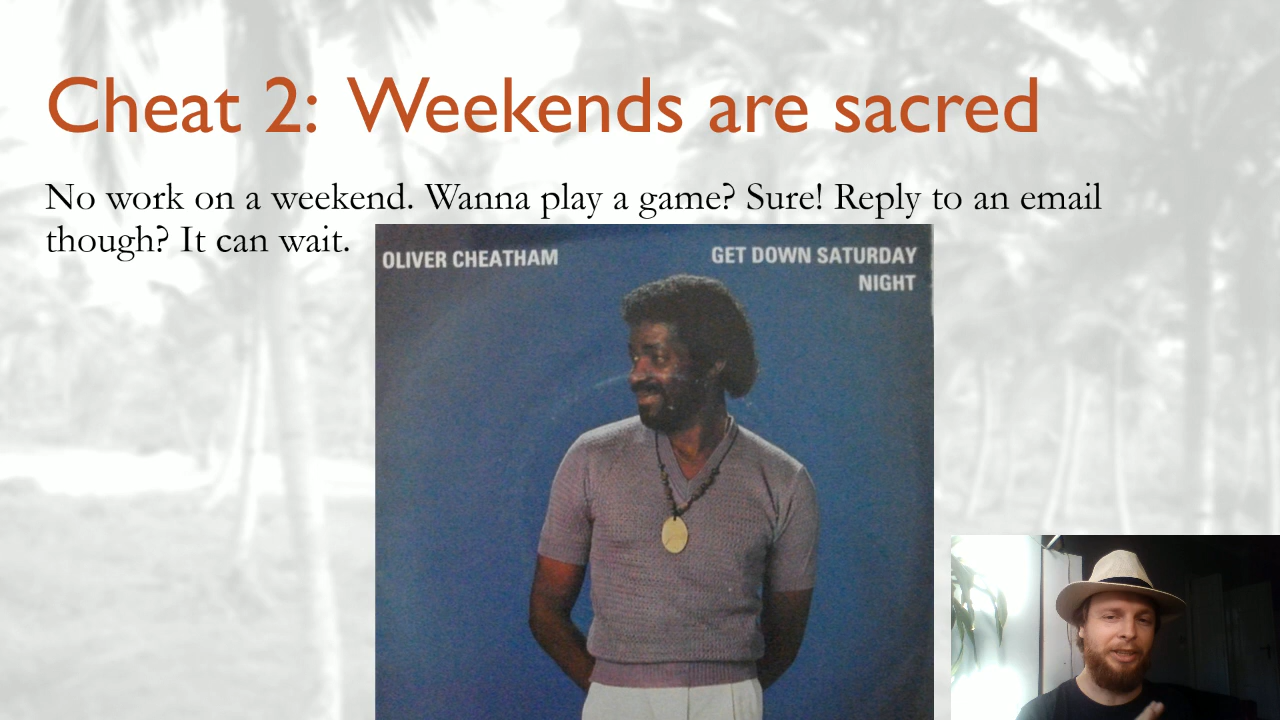 Cheat 2: Weekends are sacred
No work on a weekend. Wanna play a game? Sure! Reply to an email
though? It can wait.
OLIVER CHEATHAM
GET DOWN SATURDAY
NIGHT